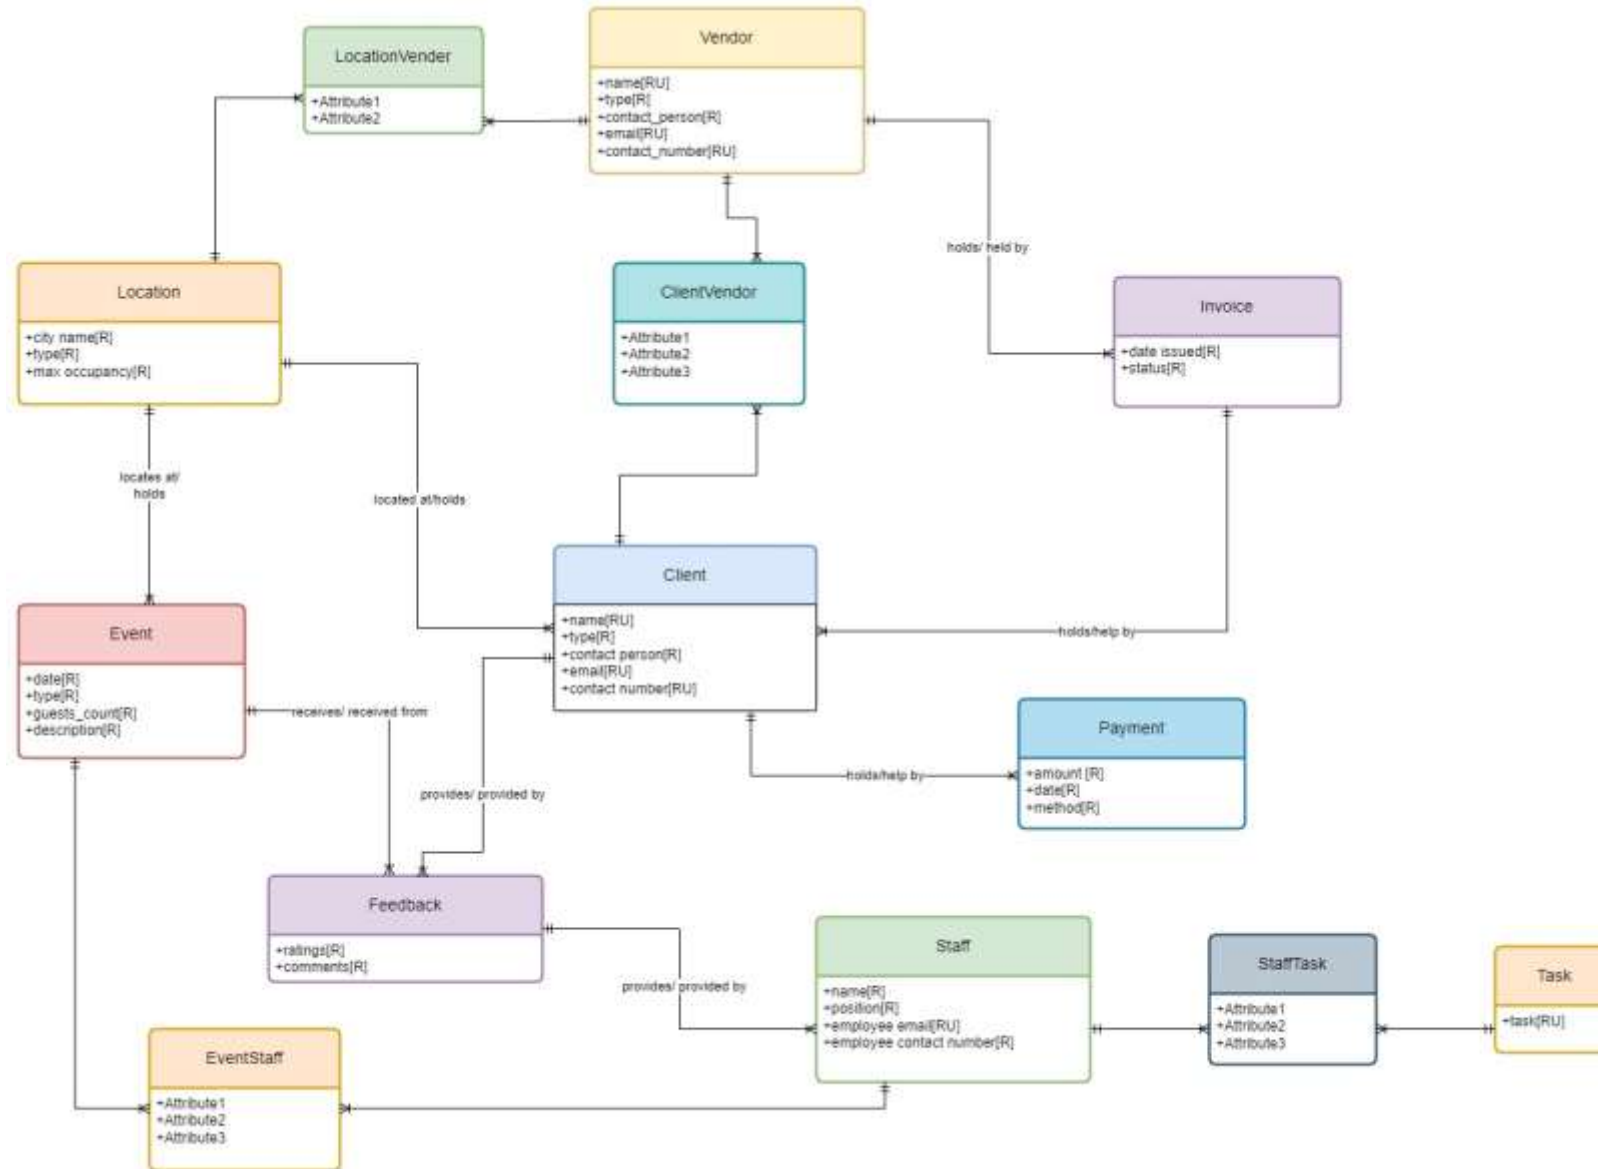 LocationVender
+Attribute1
+Attribute2
Vendor
+name[RU]
+type[R]
+contact_person[R]
+email[RU]
+contact_number[RU]
holds/ held by
Location
+city name[R]
+type[R]
+max occupancy[R]
ClientVendor
+Attribute1
+Attribute2
+Attribute3
Invoice
+date issued[R]
+status[R]
locates at/
holds
located at/holds
Client
+name[RU]
+type[R]
+contact person[R]
+email[RU]
+contact number[RU]
holds/help by
Event
+date[R]
+type[R]
+guests_count[R]
+description[R]
receives/ received from
provides/ provided by
holds/help by
Payment
+amount [R]
+date[R]
+method[R]
Feedback
+ratings[R]
+comments[R]
provides/ provided by
Staff
+name[R]
+position[R]
+employee email[RU]
+employee contact number[R]
StaffTask
+Attribute1
+Attribute2
+Attribute3
Task
+task[RU]
EventStaff
+Attribute1
+Attribute2
+Attribute3